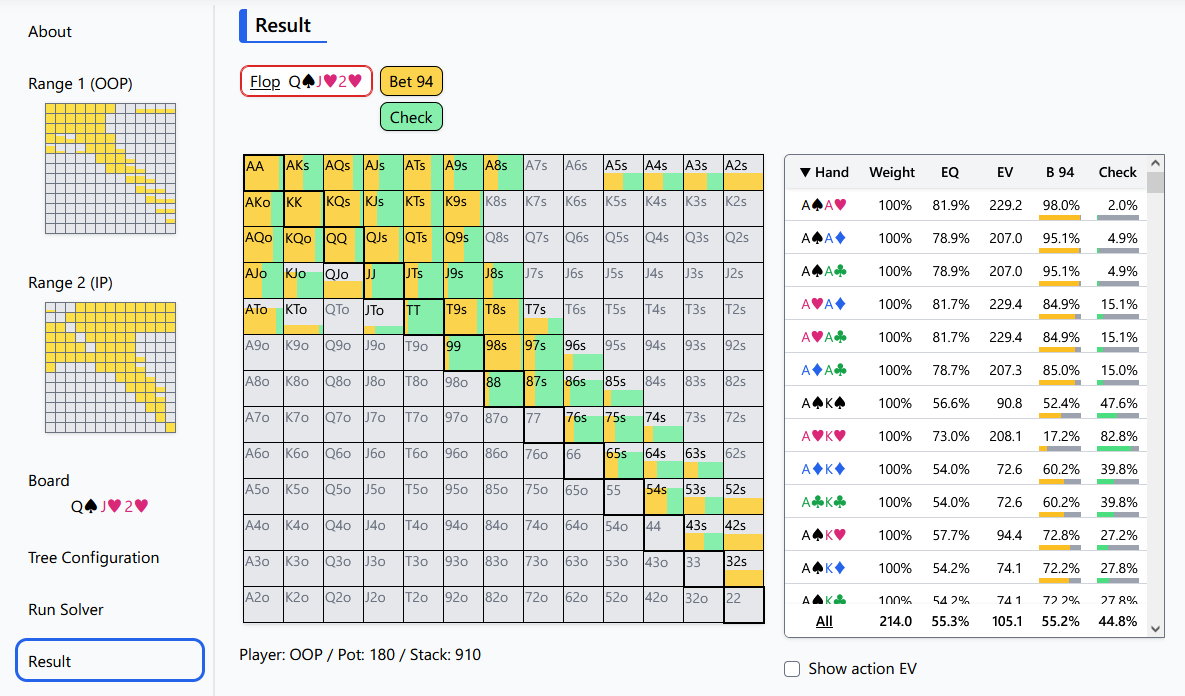 About
Range 1 (OOP)
Range 2 (IP)
Board
Q♠J♥2♥
Tree Configuration
Run Solver
Result
Result
Flop Q♠J♥2♥
Bet 94
Check
AA AKs AQs AJs ATs A9s A8s A7s A6s A5s A4s A3s A2s
AKo KK KQs KJs KTs K9s K8s K7s K6s K5s K4s K3s K2s
AQo KQo QQ QJs QTs Q9s Q8s Q7s Q6s Q5s Q4s Q3s Q2s
AJo KJo QJo JJ JTs J9s J8s J7s J6s J5s J4s J3s J2s
ATo KTo QTo JTo TT T9s T8s T7s T6s T5s T4s T3s T2s
A9o K9o Q9o J9o T9o 99 98s 97s 96s 95s 94s 93s 92s
A8o K8o Q8o J8o T8o 98o 88 87s 86s 85s 84s 83s 82s
A7o K7o Q7o J7o T7o 97o 87o 77 76s 75s 74s 73s 72s
A6o K6o Q6o J6o T6o 96o 86o 76o 66 65s 64s 63s 62s
A5o K5o Q5o J5o T5o 95o 85o 75o 65o 55 54s 53s 52s
A4o K4o Q4o J4o T4o 94o 84o 74o 64o 54o 44 43s 42s
A3o K3o Q3o J3o T3o 93o 83o 73o 63o 53o 43o 33 32s
A2o K2o Q2o J2o T2o 92o 82o 72o 62o 52o 42o 32o 22
Player: OOP / Pot: 180 / Stack: 910
▼ Hand Weight EQ EV B 94 Check
A♠A♥ 100% 81.9% 229.2 98.0% 2.0%
A♠A♦ 100% 78.9% 207.0 95.1% 4.9%
A♠A♣ 100% 78.9% 207.0 95.1% 4.9%
A♥A♦ 100% 81.7% 229.4 84.9% 15.1%
A♥A♣ 100% 81.7% 229.4 84.9% 15.1%
A♦A♣ 100% 78.7% 207.3 85.0% 15.0%
A♠K♠ 100% 56.6% 90.8 52.4% 47.6%
A♥K♥ 100% 73.0% 208.1 17.2% 82.8%
A♦K♦ 100% 54.0% 72.6 60.2% 39.8%
A♣K♣ 100% 54.0% 72.6 60.2% 39.8%
A♠K♥ 100% 57.7% 94.4 72.8% 27.2%
A♠K♦ 100% 54.2% 74.1 72.2% 27.8%
A♠K♣ 100% 54.2% 74.1 72.2% 27.8%
All 214.0 55.3% 105.1 55.2% 44.8%
Show action EV